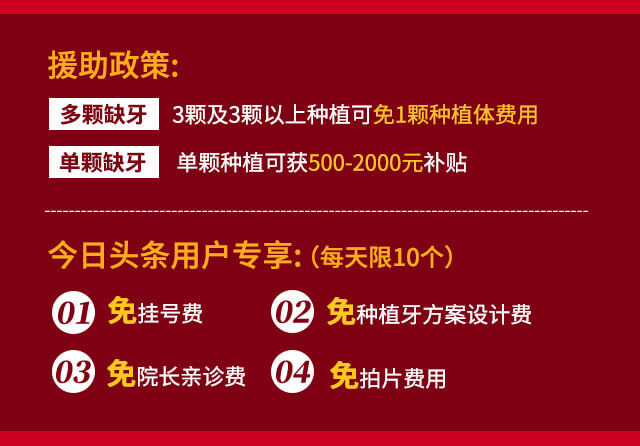 援助政策:
多颗缺牙 3颗及3颗以上种植可免1颗种植体费用
单颗缺牙 单颗种植可获500-2000元补贴
今日头条用户专享:（每天限10个）
01 免挂号费 02 免种植牙方案设计费
03 免院长亲诊费 04 免拍片费用